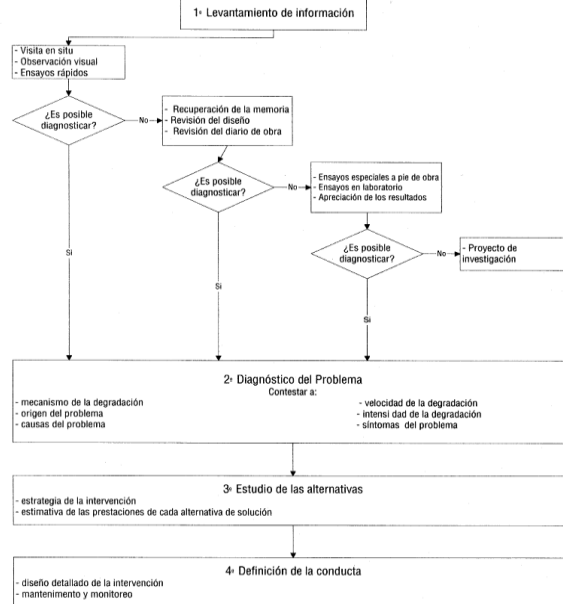 1ª Levantamiento de información
- Visita en situ
- Observación visual
- Ensayos rápidos
¿Es posible
diagnosticar?
No
- Recuperación de la memoria
- Revisión del diseño
- Revisión del diario de obra
¿Es posible
diagnosticar?
No
- Ensayos especiales a pie de obra
- Ensayos en laboratorio
- Apreciación de los resultados
¿Es posible
diagnosticar?
No
- Proyecto de
investigación
Si
Si
Si
2ª Diagnóstico del Problema
Contestar a:
- mecanismo de la degradación
- origen del problema
- causas del problema
- velocidad de la degradación
- intensi dad de la degradación
- síntomas del problema
3ª Estudio de las alternativas
- estrategia de la intervención
- estimativa de las prestaciones de cada alternativa de solución
4ª Definición de la conducta
- diseño detallado de la intervención
- mantenimento y monitoreo